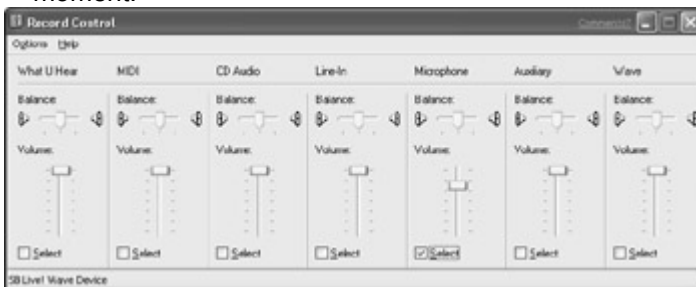 moment.
Record Control
Comments?
Options Help
What U Hear MIDI CD Audio Line-In Microphone Auxiliary Wave
Balance: Balance: Balance: Balance: Balance: Balance: Balance:
Volume: Volume: Volume: Volume: Volume: Volume: Volume:
Select Select Select Select Select Select Select
SB Live! Wave Device